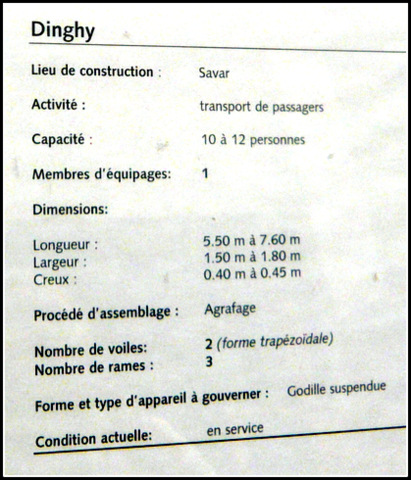 Dinghy
Lieu de construction : Savar
Activité : transport de passagers
Capacité : 10 à 12 personnes
Membres d'équipages: 1
Dimensions:
Longueur : 5.50 m à 7.60 m
Largeur : 1.50 m à 1.80 m
Creux : 0.40 m à 0.45 m
Procédé d'assemblage : Agrafage
Nombre de voiles: 2 (forme trapézoïdale)
Nombre de rames : 3
Forme et type d'appareil à gouverner : Godille suspendue
Condition actuelle: en service